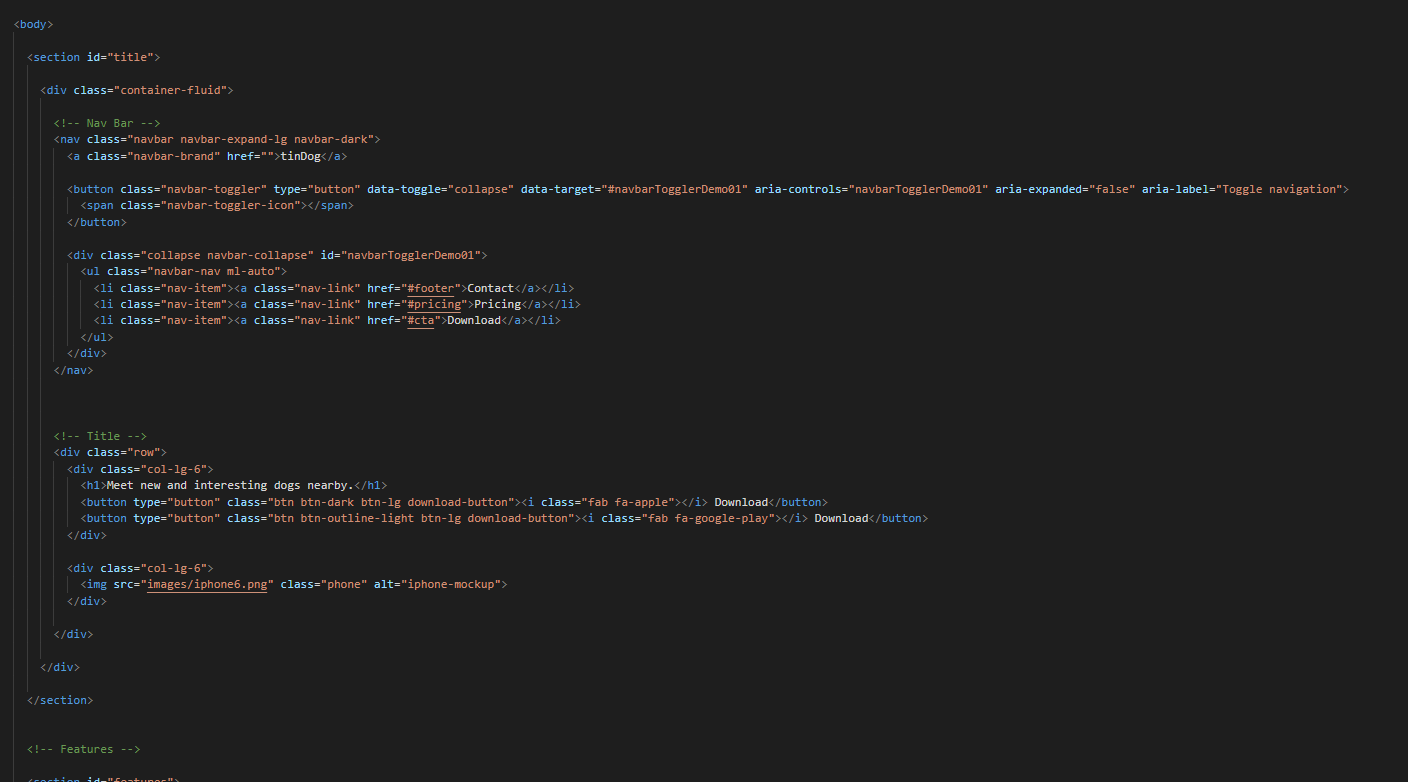 <body>
<section id="title">
<div class="container-fluid">
<!-- Nav Bar -->
<nav class="navbar navbar-expand-lg navbar-dark">
<a class="navbar-brand" href="">tinDog</a>
<button class="navbar-toggler" type="button" data-toggle="collapse" data-target="#navbarTogglerDemo01" aria-controls="navbarTogglerDemo01" aria-expanded="false" aria-label="Toggle navigation">
<span class="navbar-toggler-icon"></span>
</button>
<div class="collapse navbar-collapse" id="navbarTogglerDemo01">
<ul class="navbar-nav ml-auto">
<li class="nav-item"><a class="nav-link" href="#footer">Contact</a></li>
<li class="nav-item"><a class="nav-link" href="#pricing">Pricing</a></li>
<li class="nav-item"><a class="nav-link" href="#cta">Download</a></li>
</ul>
</div>
</nav>
<!-- Title -->
<div class="row">
<div class="col-lg-6">
<h1>Meet new and interesting dogs nearby.</h1>
<button type="button" class="btn btn-dark btn-lg download-button"><i class="fab fa-apple"></i> Download</button>
<button type="button" class="btn btn-outline-light btn-lg download-button"><i class="fab fa-google-play"></i> Download</button>
</div>
<div class="col-lg-6">
<img src="images/iphone6.png" class="phone" alt="iphone-mockup">
</div>
</div>
</div>
</section>
<!-- Features -->
<section id="features">